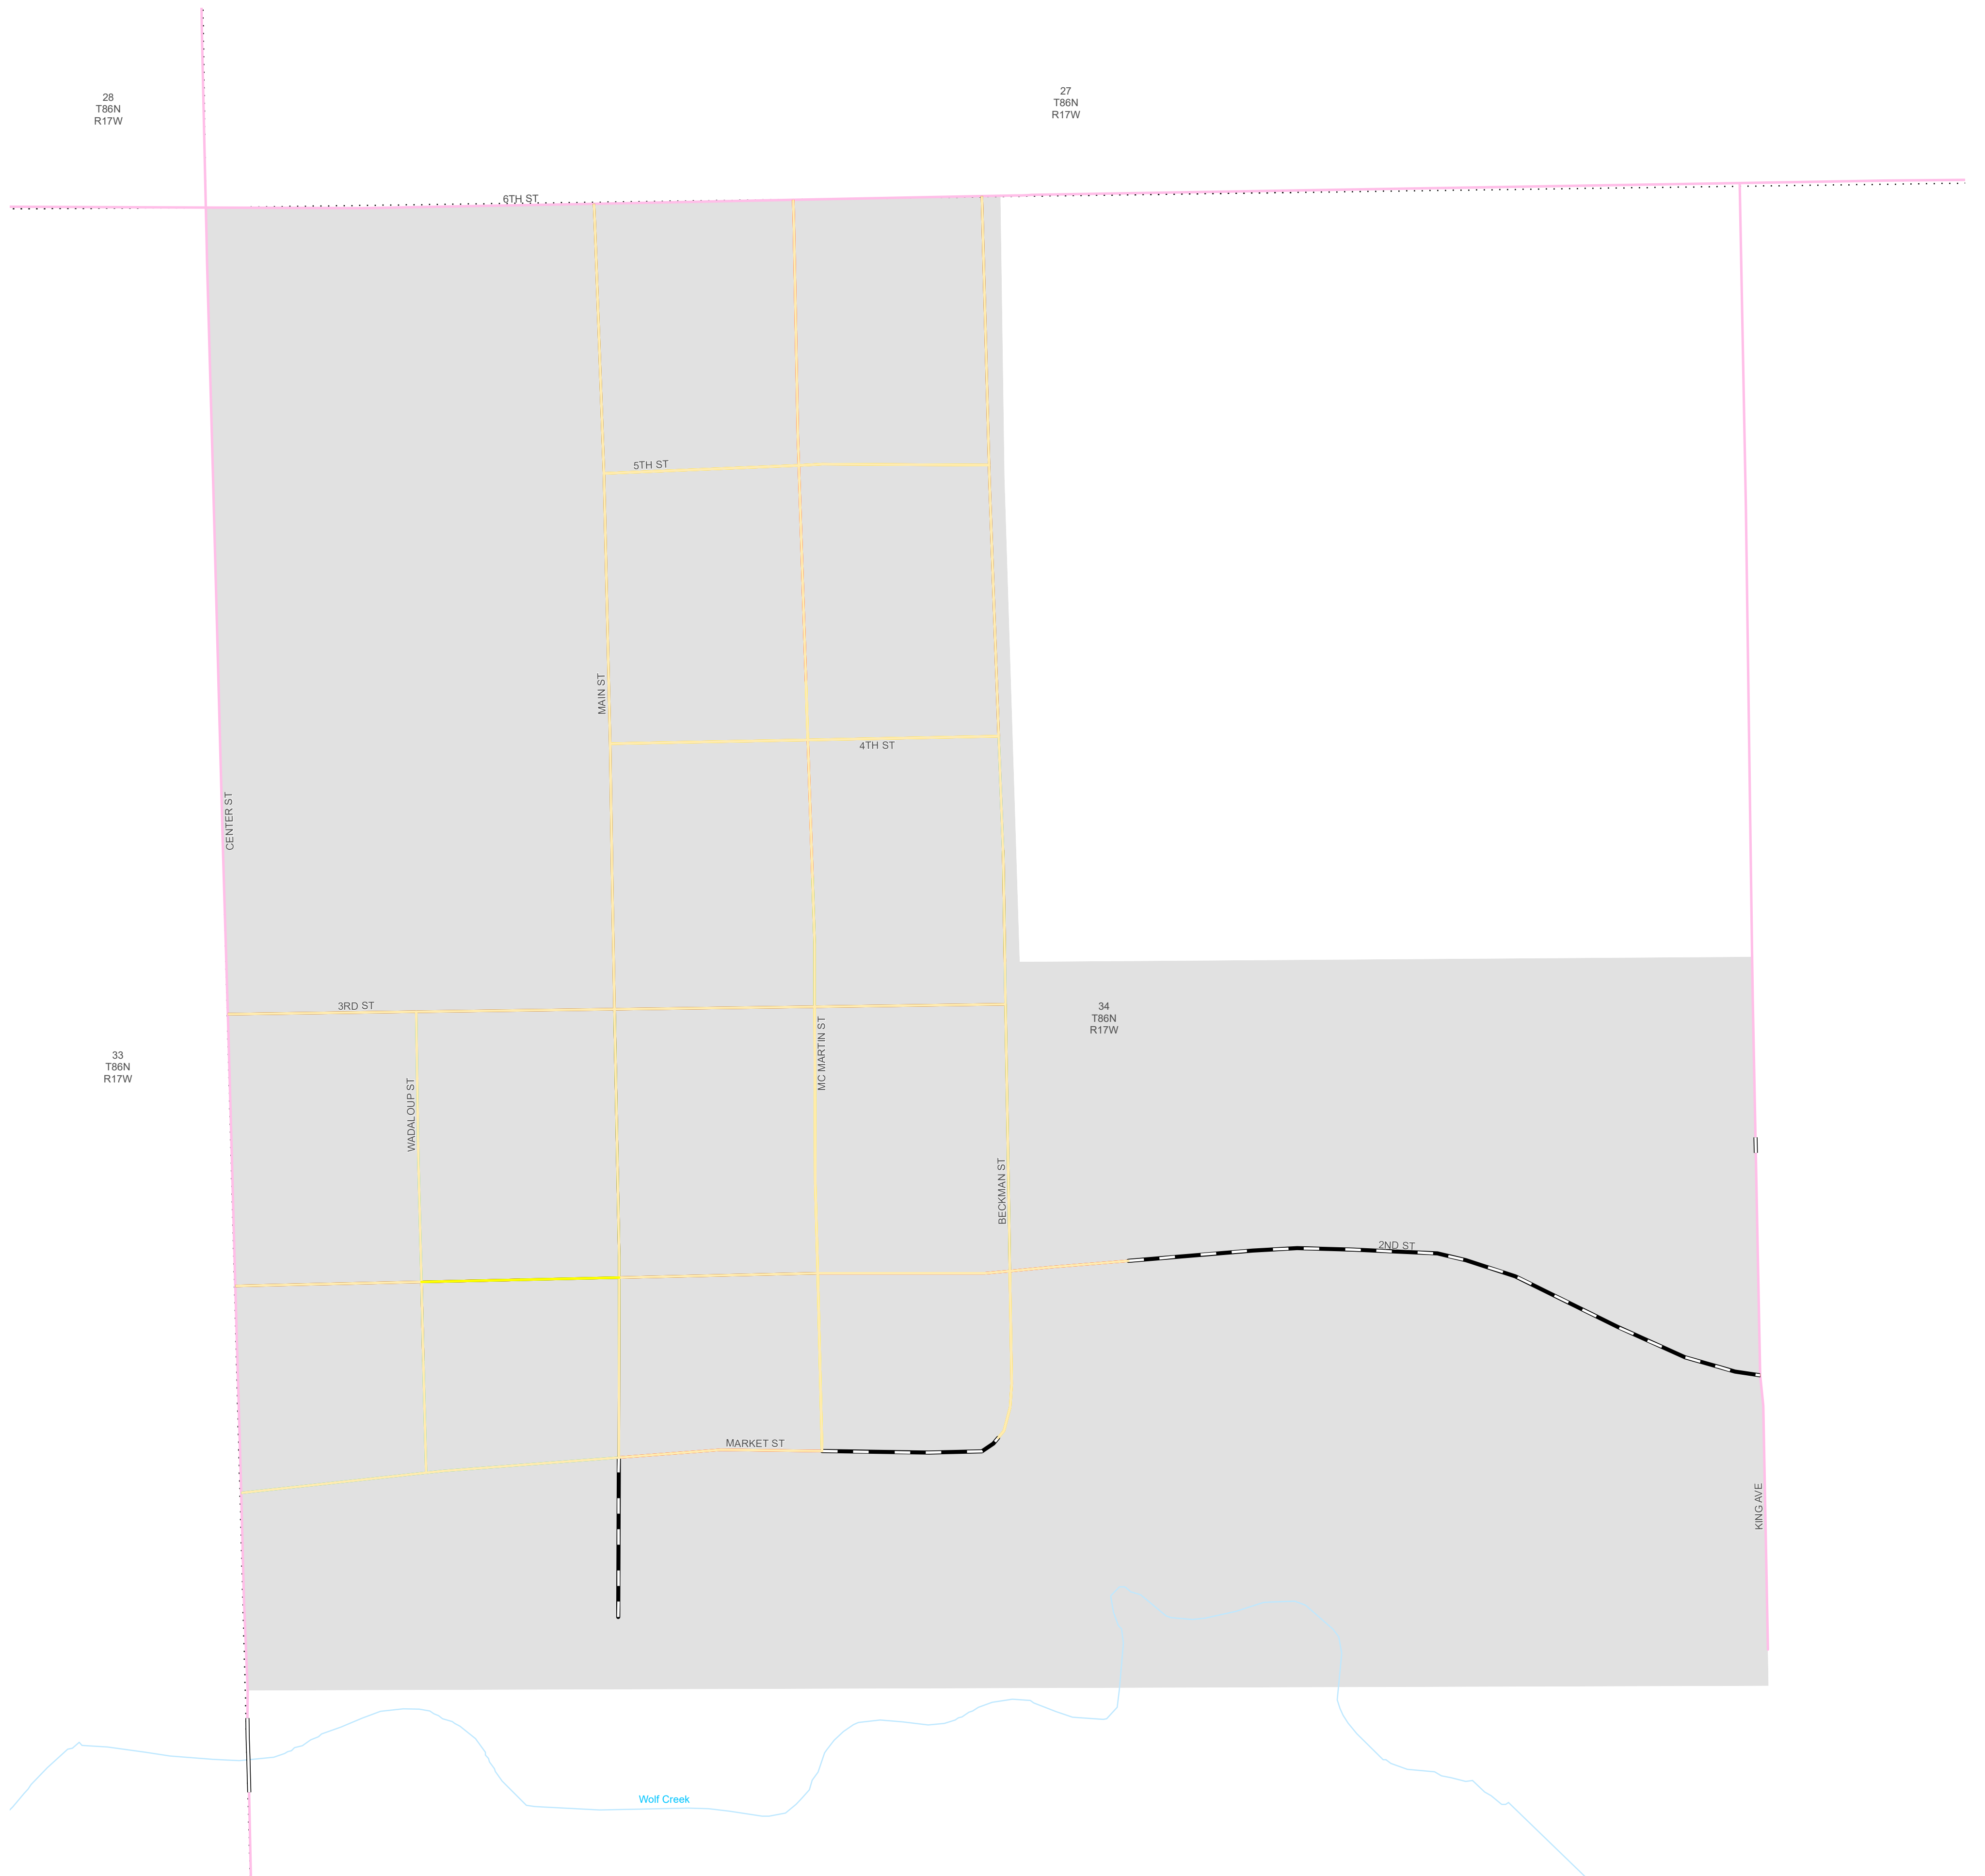 28
T86N
R17W
27
T86N
R17W
6TH ST
5TH ST
MAIN ST
4TH ST
CENTER ST
3RD ST
34
T86N
R17W
MC MARTIN ST
33
T86N
R17W
WADALOUP ST
BECKMAN ST
2ND ST
MARKET ST
KING AVE
Wolf Creek